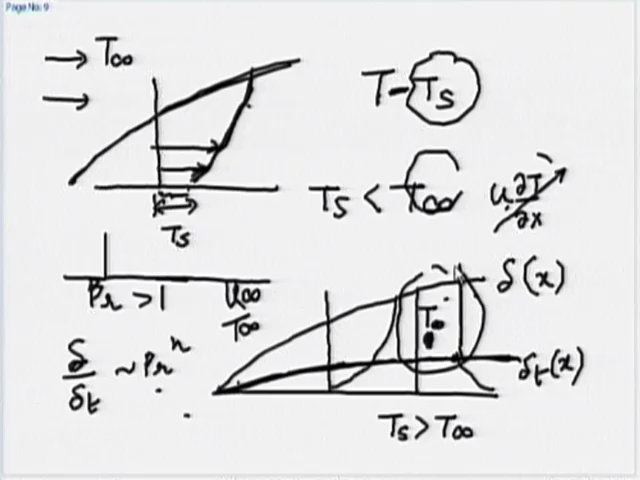 Page No: 9
T∞
T - Ts
Ts < T∞
u ∂T/∂x
Ts
Pr > 1
U∞
T∞
δ(x)
T∞
δ/δt ~ Pr^n
δt(x)
Ts > T∞